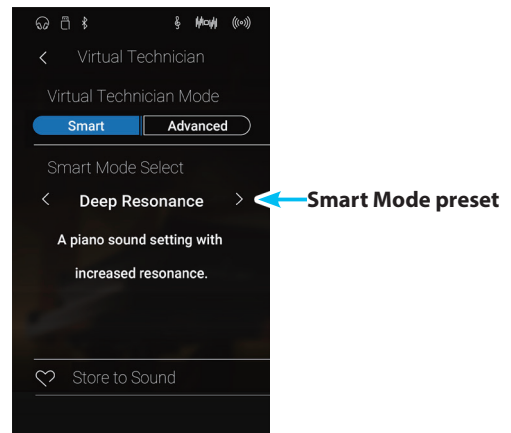 Virtual Technician
Virtual Technician Mode
Smart Advanced
Smart Mode Select
Deep Resonance
Smart Mode preset
A piano sound setting with
increased resonance.
Store to Sound